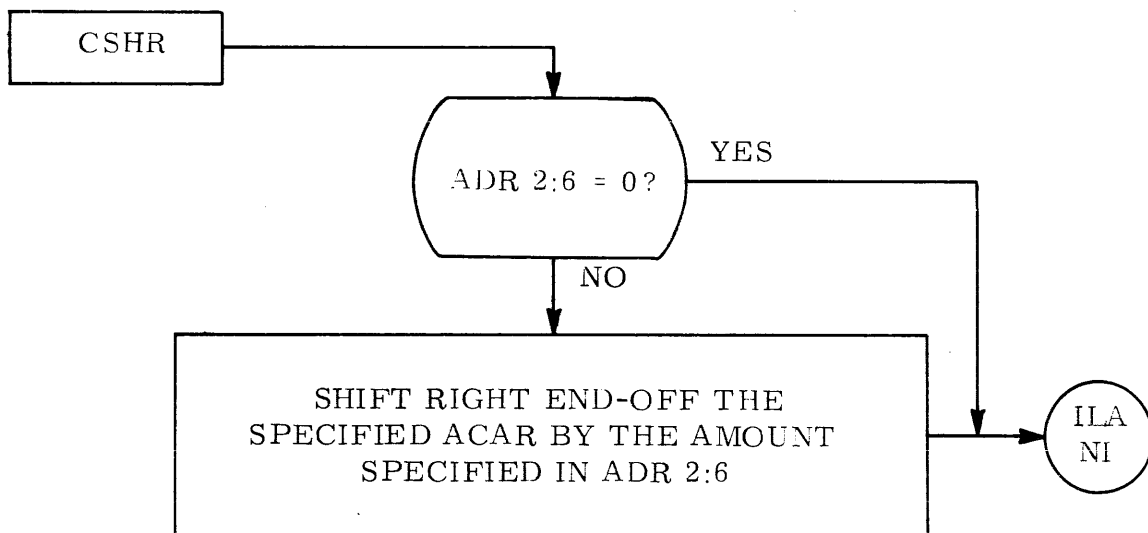 CSHR
ADR 2:6 = 0?
YES
NO
SHIFT RIGHT END-OFF THE
SPECIFIED ACAR BY THE AMOUNT
SPECIFIED IN ADR 2:6
ILA
NI